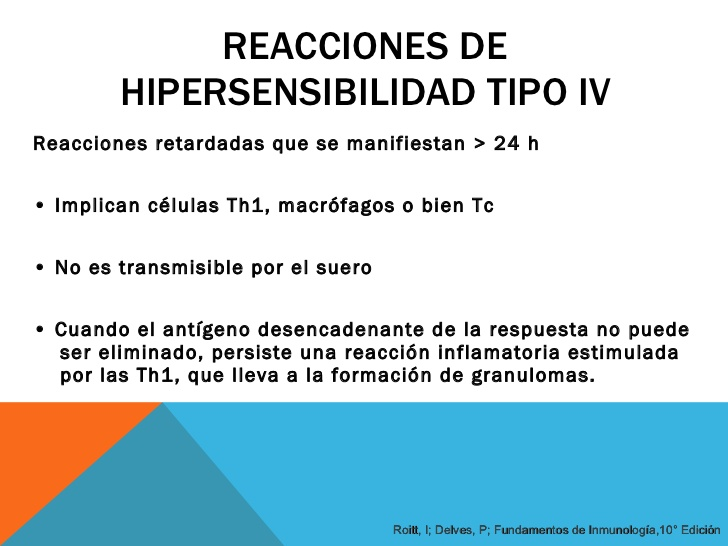 REACCIONES DE
HIPERSENSIBILIDAD TIPO IV
Reacciones retardadas que se manifiestan > 24 h
• Implican células Th1, macrófagos o bien Tc
• No es transmisible por el suero
• Cuando el antígeno desencadenante de la respuesta no puede
ser eliminado, persiste una reacción inflamatoria estimulada
por las Th1, que lleva a la formación de granulomas.
Roitt, I; Delves, P; Fundamentos de Inmunología,10° Edición